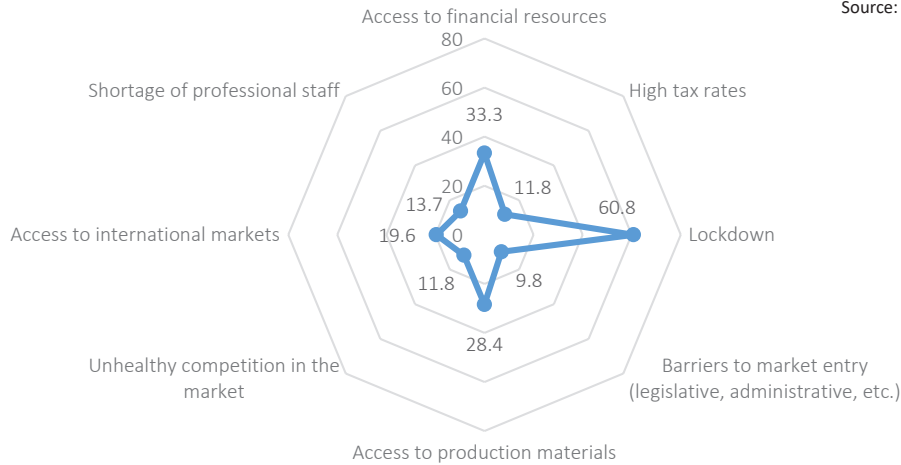 Source:
Access to financial resources
80
Shortage of professional staff
High tax rates
60
33.3
40
20
11.8
13.7
60.8
Access to international markets
19.6
0
Lockdown
11.8
9.8
28.4
Unhealthy competition in the
market
Barriers to market entry
(legislative, administrative, etc.)
Access to production materials